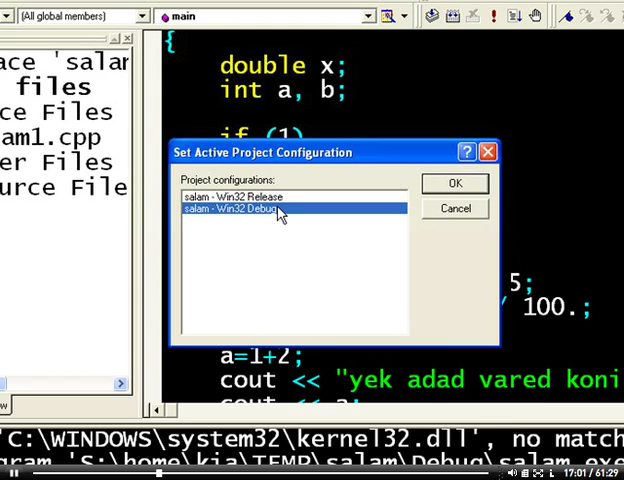 (All global members)
main
ace 'salam
files
ce Files
am1.cpp
er Files
ource File
{
double x;
int a, b;
if (1)
Set Active Project Configuration
Project configurations:
salam - Win32 Release
salam - Win32 Debug
OK
Cancel
5;
/ 100.;
a=1+2;
cout << "yek adad vared koni
cout << a;
'C:\WINDOWS\system32\kernel32.dll', no match
gram 'S:\home\kia\TEMP\salam\Debug\salam.exe
17:01/61:29